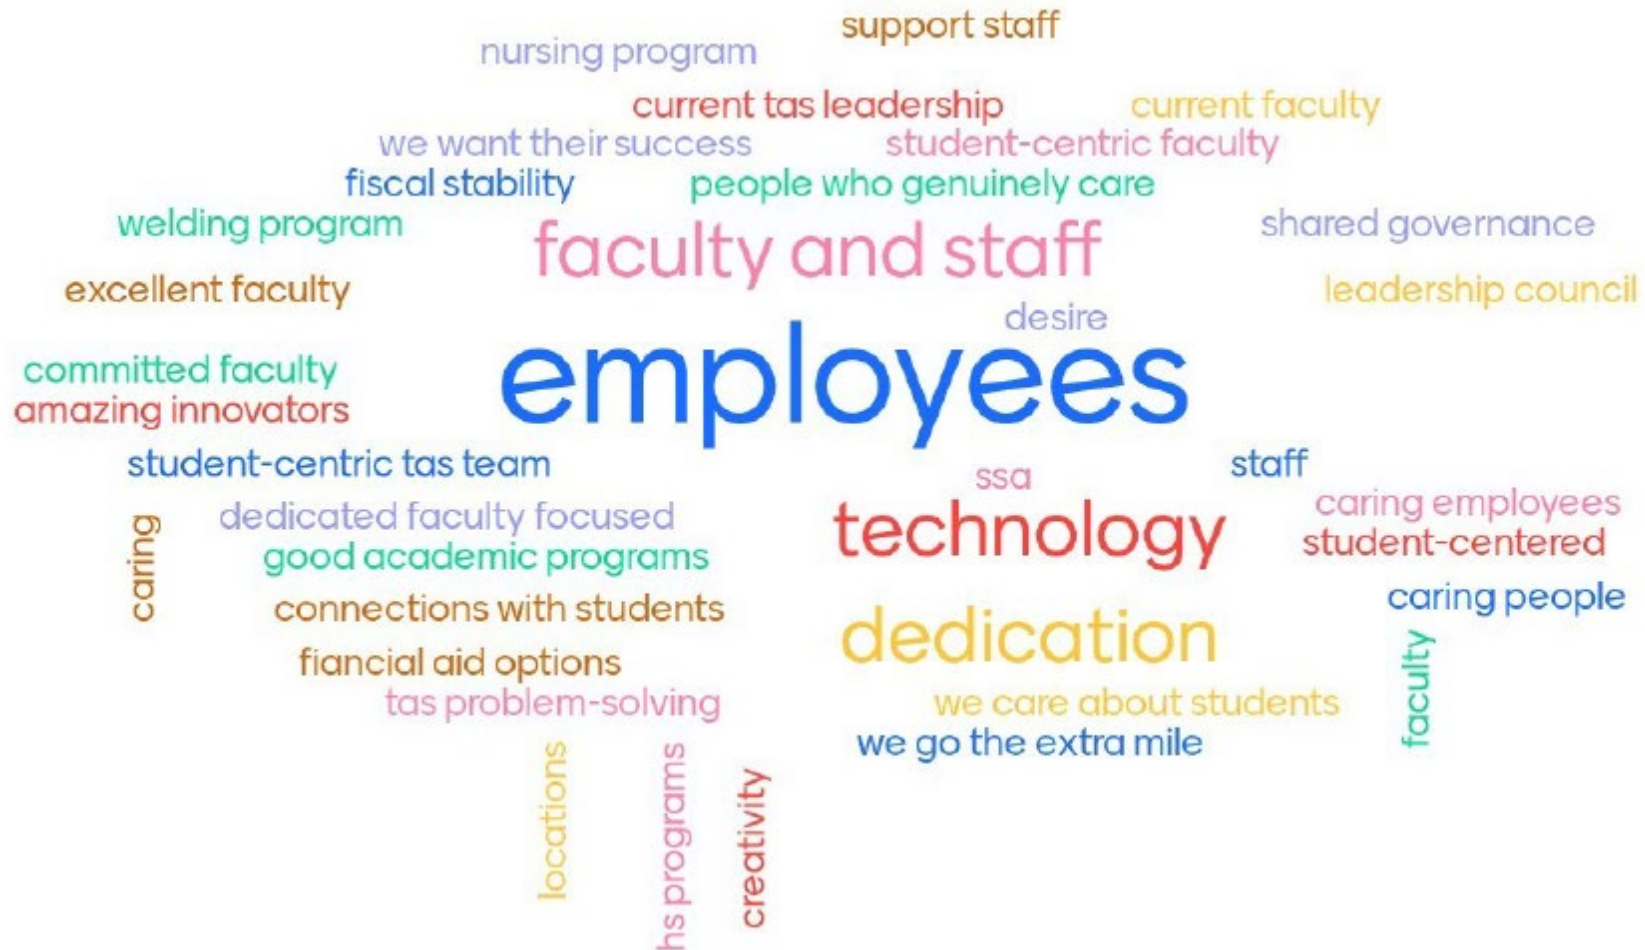 support staff
nursing program
current tas leadership
current faculty
we want their success
student-centric faculty
fiscal stability
people who genuinely care
welding program
faculty and staff
shared governance
excellent faculty
leadership council
desire
committed faculty
employees
amazing innovators
student-centric tas team
ssa
staff
caring employees
dedicated faculty focused
technology
student-centered
good academic programs
caring
caring people
connections with students
dedication
fiancial aid options
faculty
tas problem-solving
we care about students
we go the extra mile
locations
hs programs
creativity